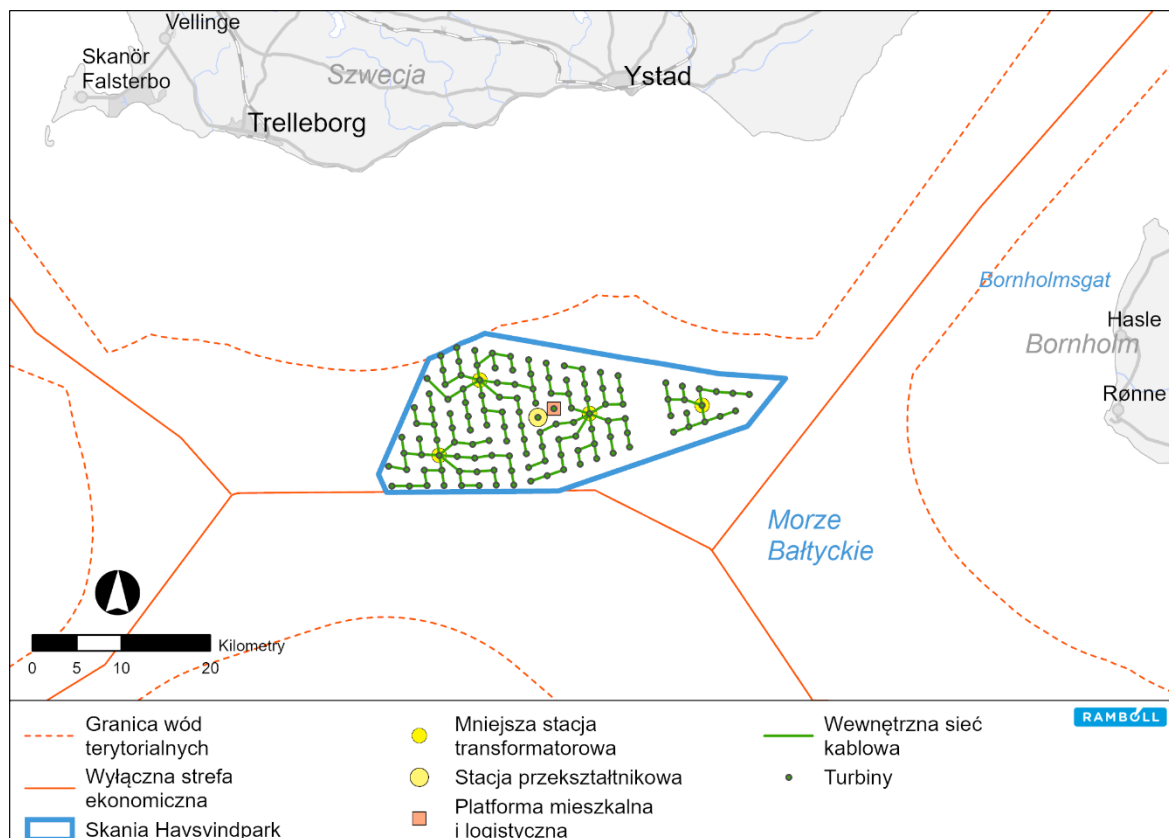 Vellinge
Skanör
Falsterbo
Szwecja
Ystad
Trelleborg
Bornholmsgat
Hasle
Bornholm
Rønne
Morze
Bałtyckie
Kilometry
0 5 10 20
Granica wód
terytorialnych
Wyłączna strefa
ekonomiczna
Skania Havsvindpark
Mniejsza stacja
transformatorowa
Stacja przekształtnikowa
Platforma mieszkalna
i logistyczna
Wewnętrzna sieć
kablowa
Turbiny
RAMBOLL